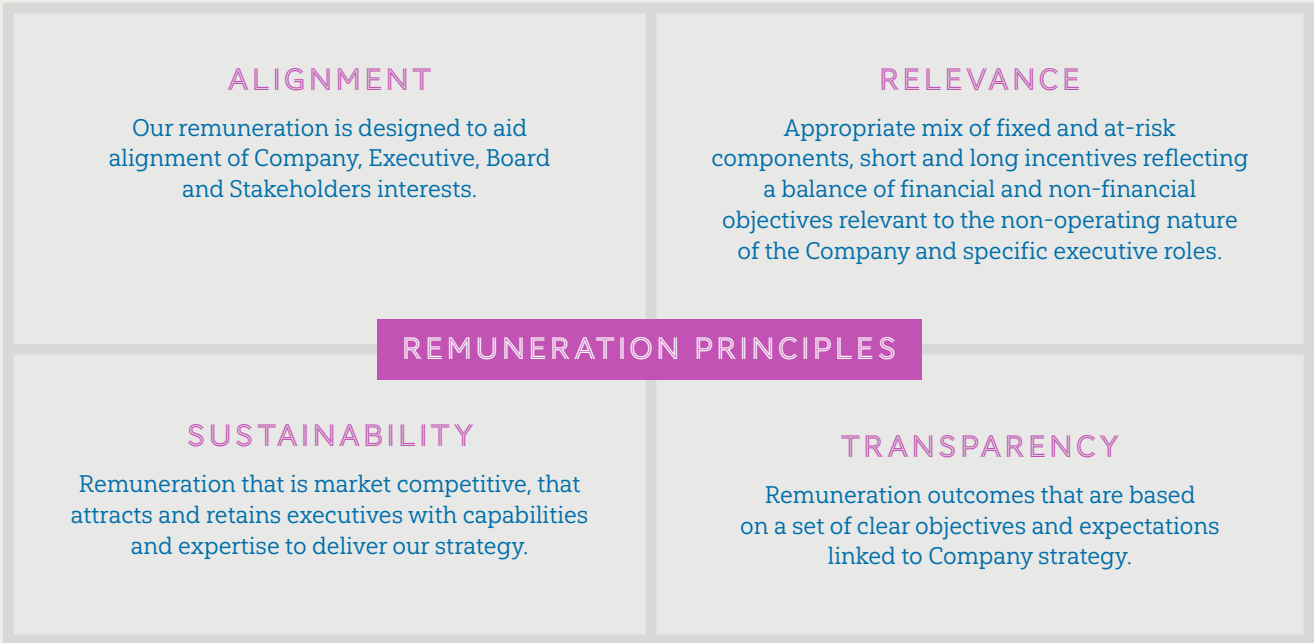 ALIGNMENT
Our remuneration is designed to aid
alignment of Company, Executive, Board
and Stakeholders interests.
RELEVANCE
Appropriate mix of fixed and at-risk
components, short and long incentives reflecting
a balance of financial and non-financial
objectives relevant to the non-operating nature
of the Company and specific executive roles.
REMUNERATION PRINCIPLES
SUSTAINABILITY
Remuneration that is market competitive, that
attracts and retains executives with capabilities
and expertise to deliver our strategy.
TRANSPARENCY
Remuneration outcomes that are based
on a set of clear objectives and expectations
linked to Company strategy.